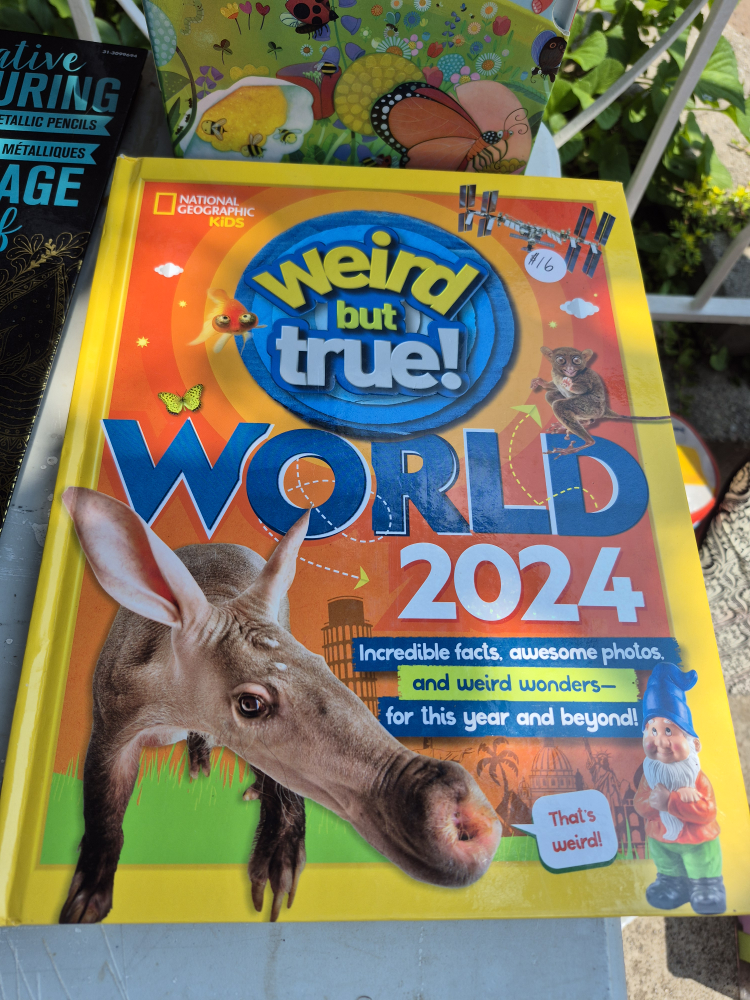 ative
URING
ETALLIC PENCILS
MÉTALLIQUES
AGE
NATIONAL
GEOGRAPHIC
KiDS
$16
weird
but
true!
WORLD
2024
Incredible facts, awesome photos,
and weird wonders—
for this year and beyond!
That's
weird!